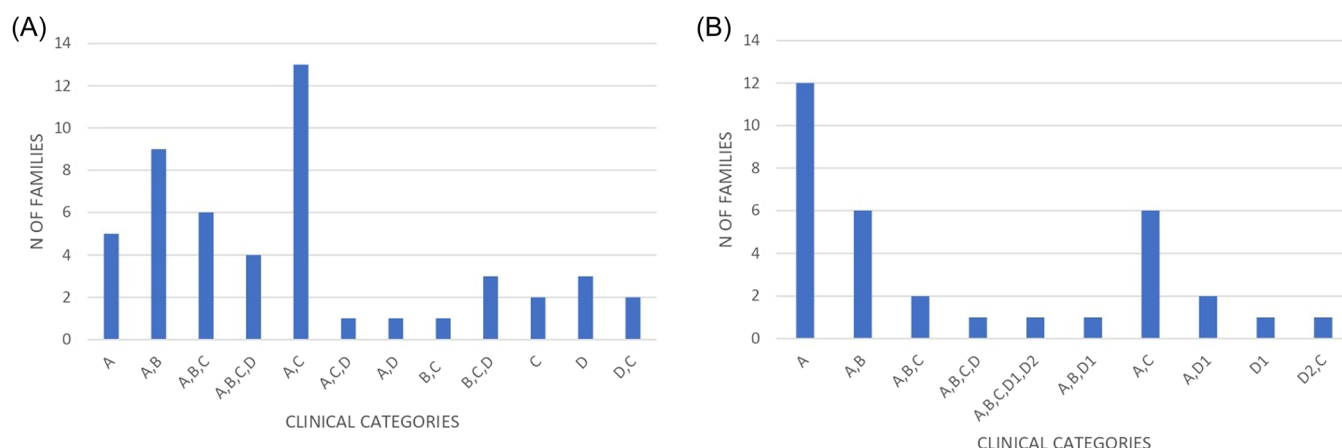 (A)
14
12
10
8
6
4
2
0
N OF FAMILIES
A
A,B
A,B,C
A,B,C,D
A,C
A,C,D
A,D
B,C
B,C,D
C
D
D,C
CLINICAL CATEGORIES
(B)
14
12
10
8
6
4
2
0
N OF FAMILIES
A
A,B
A,B,C
A,B,C,D
A,B,C,D1,D2
A,B,D1
A,C
A,D1
D1
D2,C
CLINICAL CATEGORIES